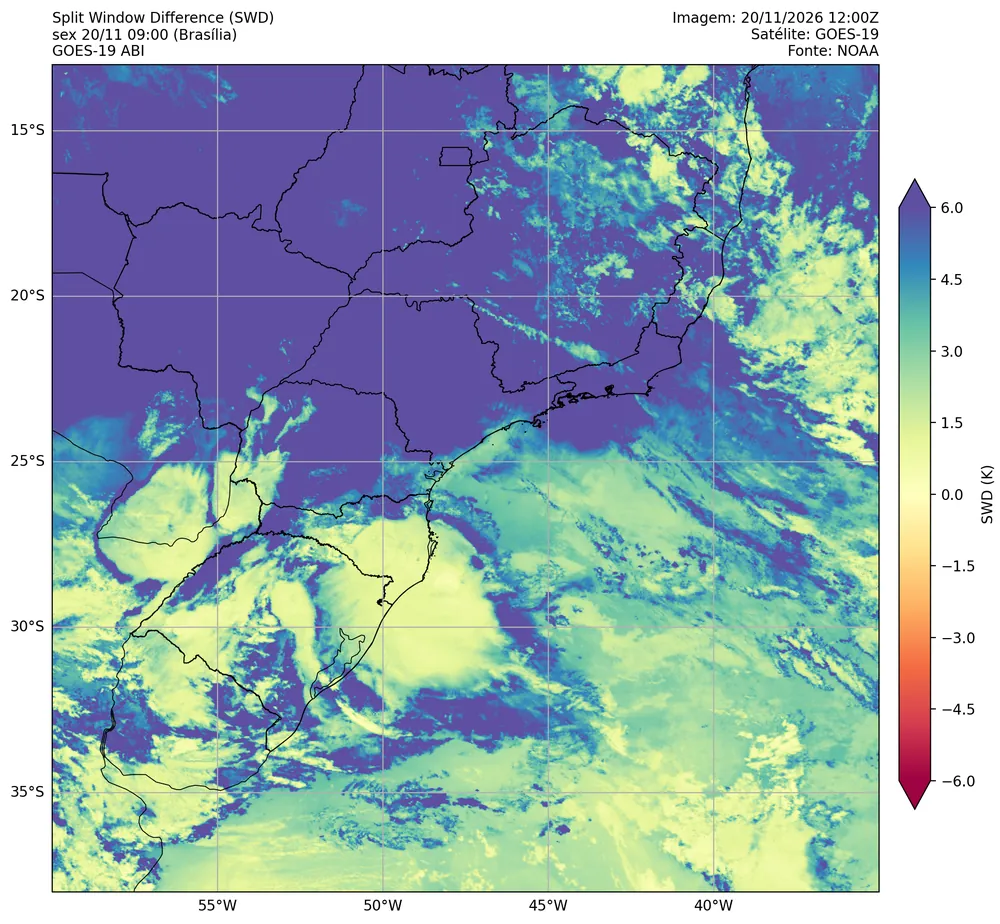 Split Window Difference (SWD)
sex 20/11 09:00 (Brasília)
GOES-19 ABI
Imagem: 20/11/2026 12:00Z
Satélite: GOES-19
Fonte: NOAA
15°S
20°S
25°S
30°S
35°S
55°W
50°W
45°W
40°W
6.0
4.5
3.0
1.5
0.0
−1.5
−3.0
−4.5
−6.0
SWD (K)